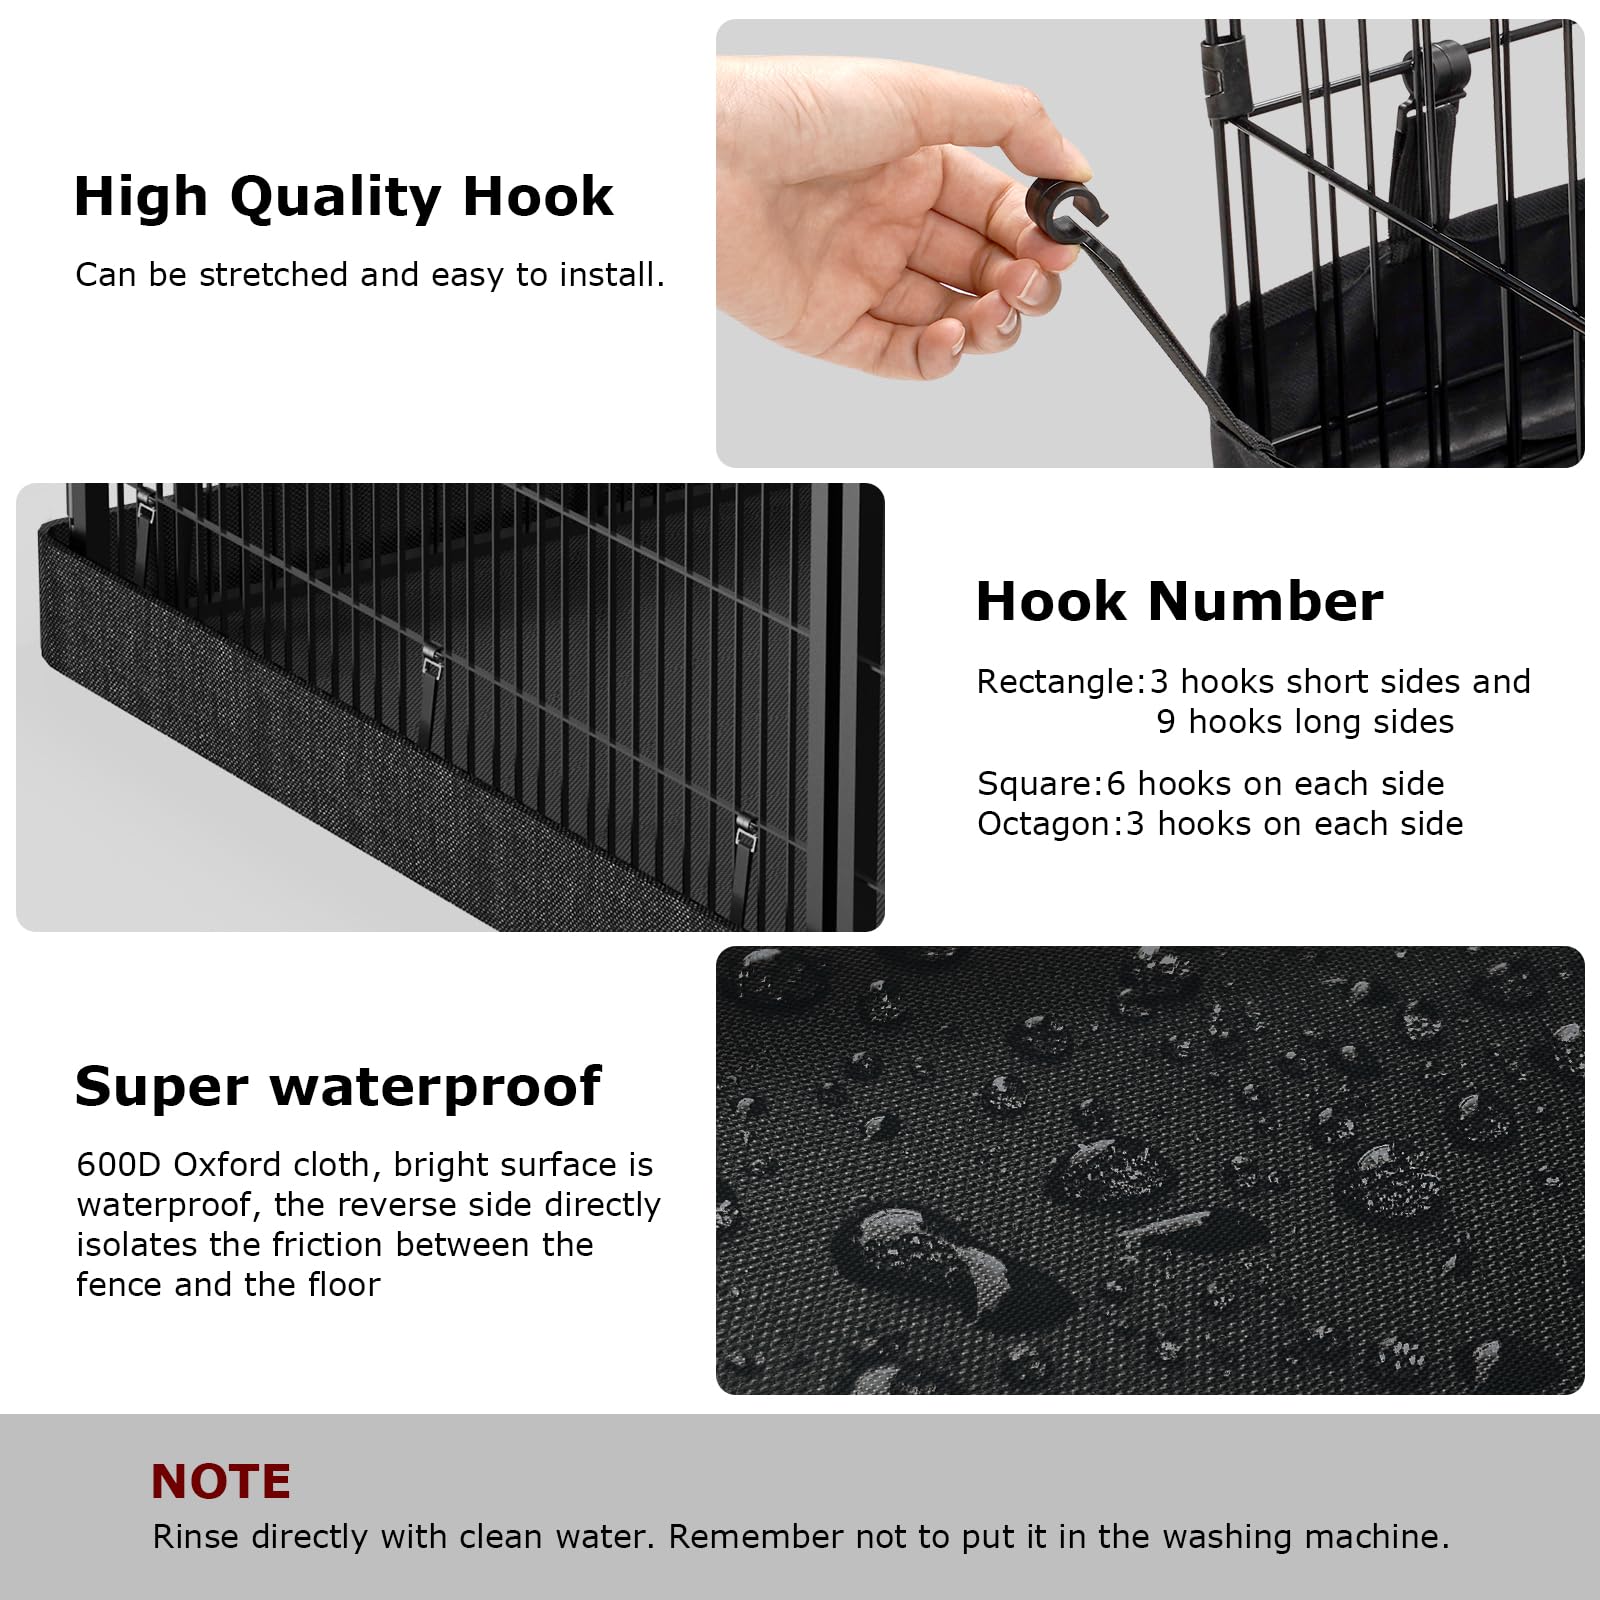 High Quality Hook
Can be stretched and easy to install.
Hook Number
Rectangle:3 hooks short sides and
9 hooks long sides
Square:6 hooks on each side
Octagon:3 hooks on each side
Super waterproof
600D Oxford cloth, bright surface is
waterproof, the reverse side directly
isolates the friction between the
fence and the floor
NOTE
Rinse directly with clean water. Remember not to put it in the washing machine.